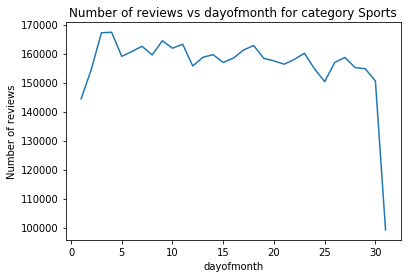 Number of reviews vs dayofmonth for category Sports
170000
160000
150000
140000
130000
120000
110000
100000
Number of reviews
0 5 10 15 20 25 30
dayofmonth